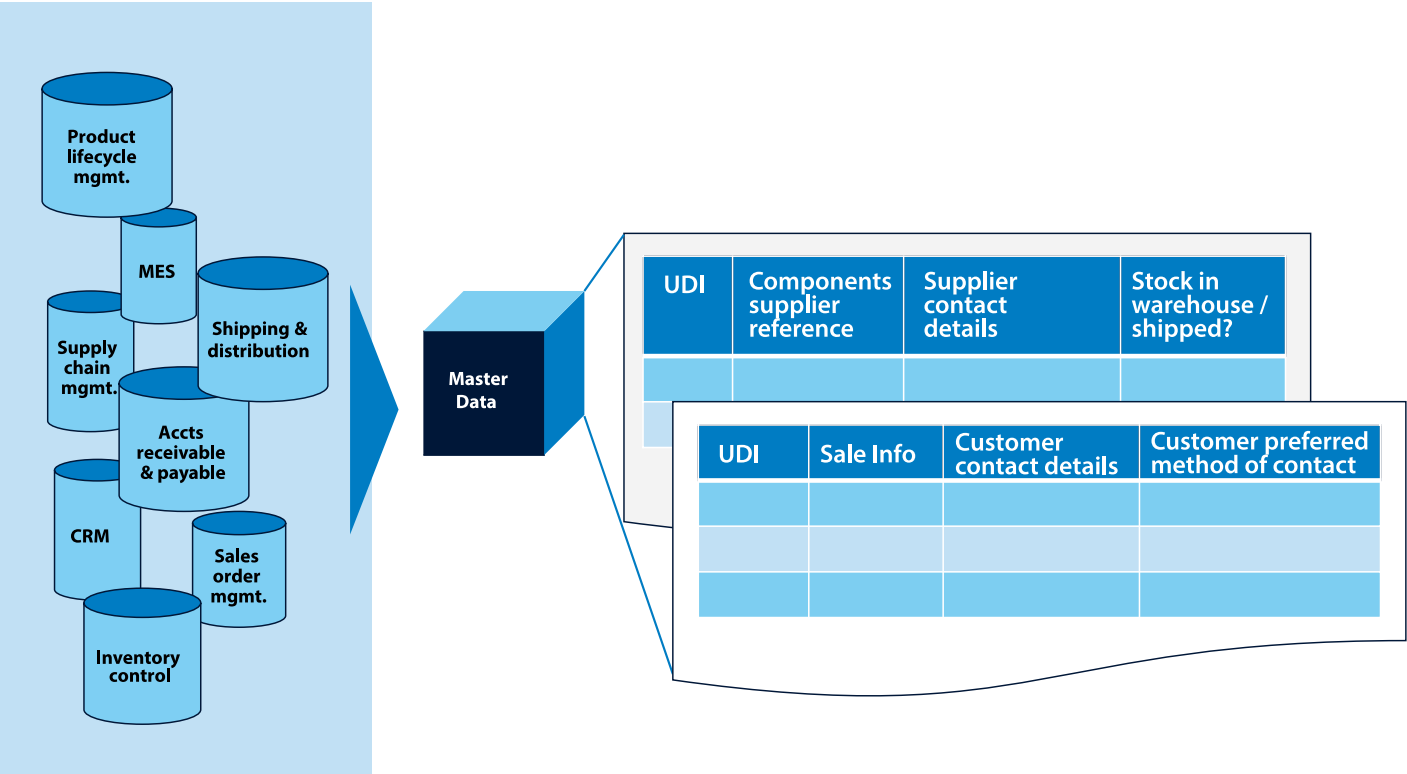 Product
lifecycle
mgmt.
MES
Shipping &
distribution
Supply
chain
mgmt.
Accts
receivable
& payable
CRM
Sales
order
mgmt.
Inventory
control
Master
Data
UDI
Components
supplier
reference
Supplier
contact
details
Stock in
warehouse /
shipped?
UDI
Sale Info
Customer
contact details
Customer preferred
method of contact